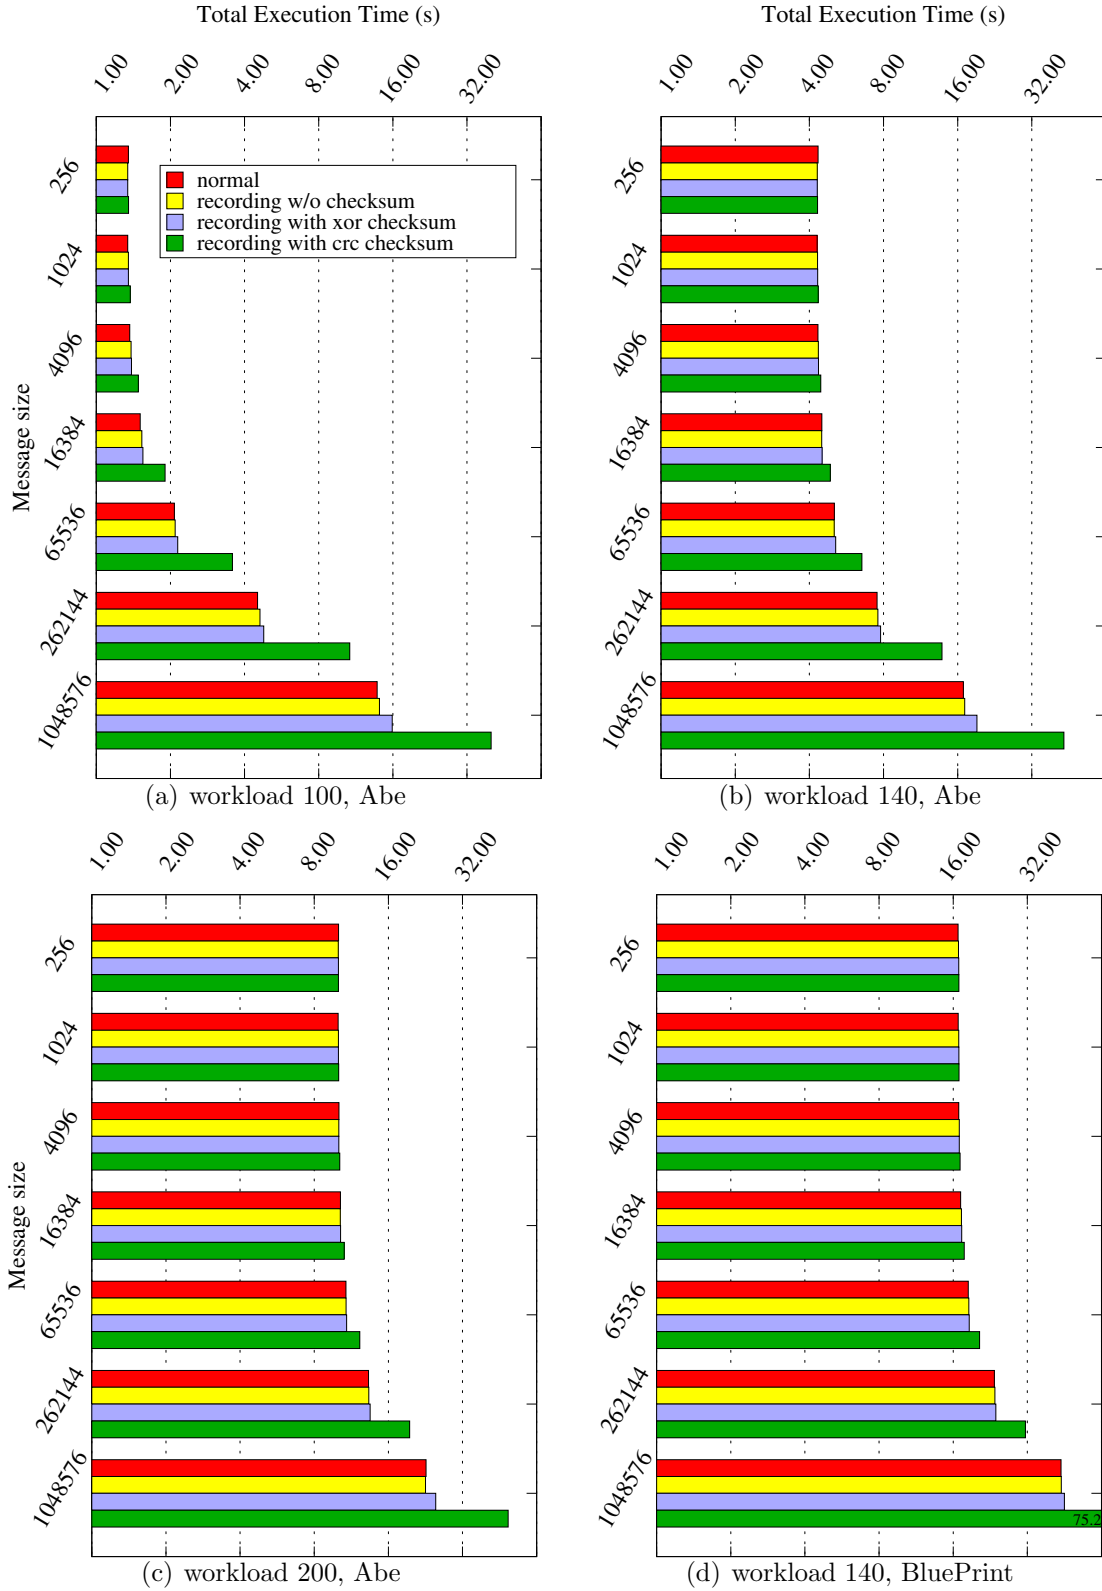 Total Execution Time (s)
Total Execution Time (s)
1.00 2.00 4.00 8.00 16.00 32.00
1.00 2.00 4.00 8.00 16.00 32.00
Message size
256
1024
4096
16384
65536
262144
1048576
normal
recording w/o checksum
recording with xor checksum
recording with crc checksum
256
1024
4096
16384
65536
262144
1048576
(a) workload 100, Abe
(b) workload 140, Abe
1.00 2.00 4.00 8.00 16.00 32.00
1.00 2.00 4.00 8.00 16.00 32.00
Message size
256
1024
4096
16384
65536
262144
1048576
256
1024
4096
16384
65536
262144
1048576
75.2
(c) workload 200, Abe
(d) workload 140, BluePrint